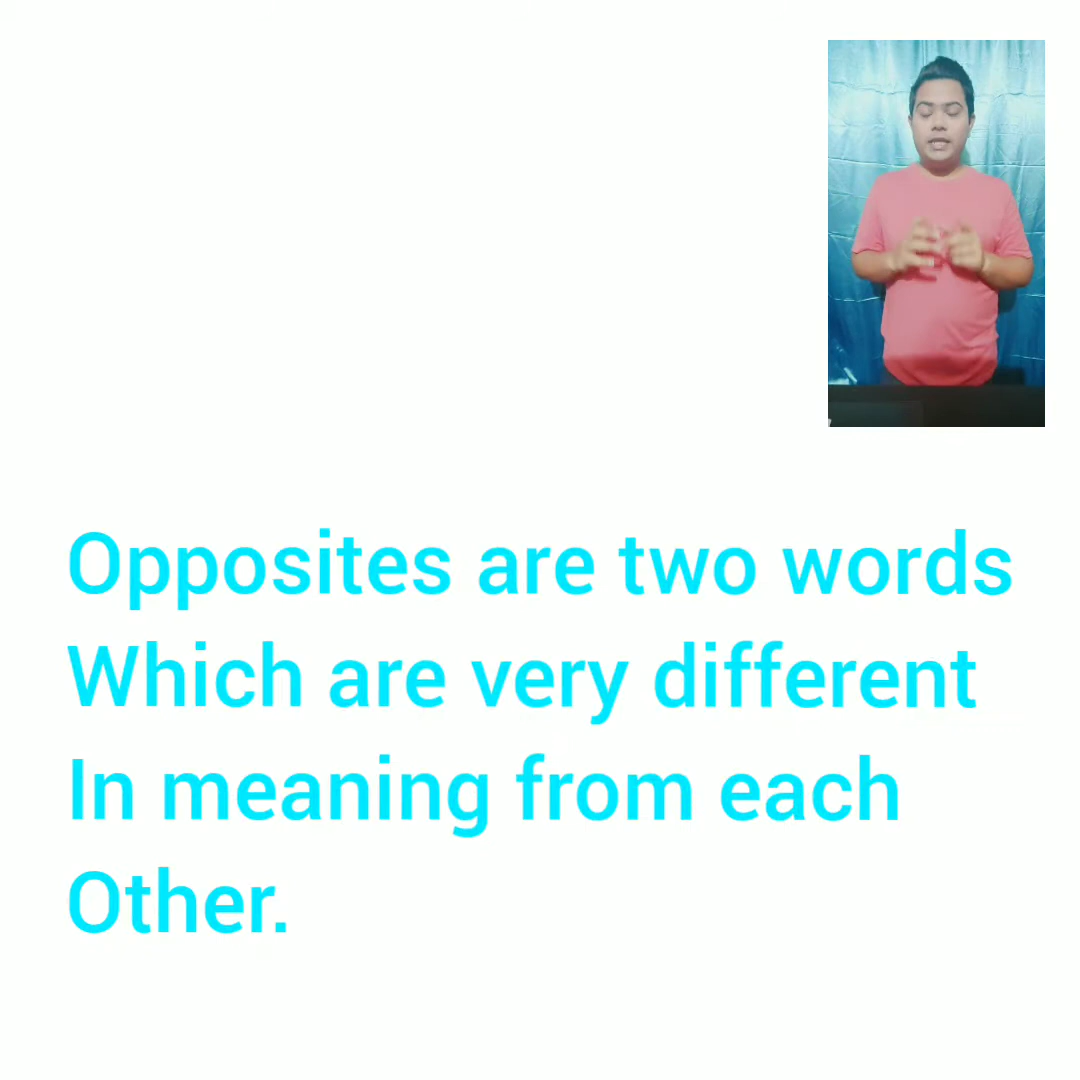 Opposites are two words
Which are very different
In meaning from each
Other.